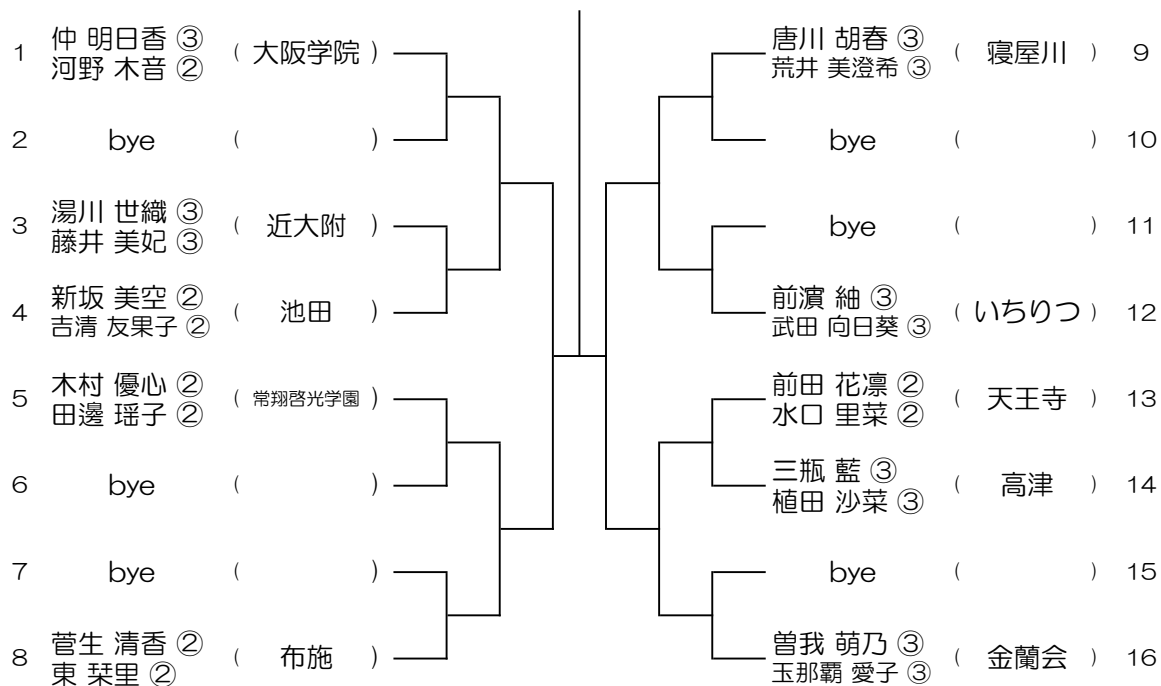 1 仲 明日香 ③ ( 大阪学院 )
河野 木音 ②
2 bye ( )
3 湯川 世織 ③ ( 近大附 )
藤井 美妃 ③
4 新坂 美空 ② ( 池田 )
吉清 友果子 ②
5 木村 優心 ② ( 常翔啓光学園 )
田邊 瑶子 ②
6 bye ( )
7 bye ( )
8 菅生 清香 ② ( 布施 )
東 栞里 ②
唐川 胡春 ③ ( 寝屋川 ) 9
荒井 美澄希 ③
bye ( ) 10
bye ( ) 11
前濵 紬 ③ ( いちりつ ) 12
武田 向日葵 ③
前田 花凛 ② ( 天王寺 ) 13
水口 里菜 ②
三瓶 藍 ③ ( 高津 ) 14
植田 沙菜 ③
bye ( ) 15
曽我 萌乃 ③ ( 金蘭会 ) 16
玉那覇 愛子 ③